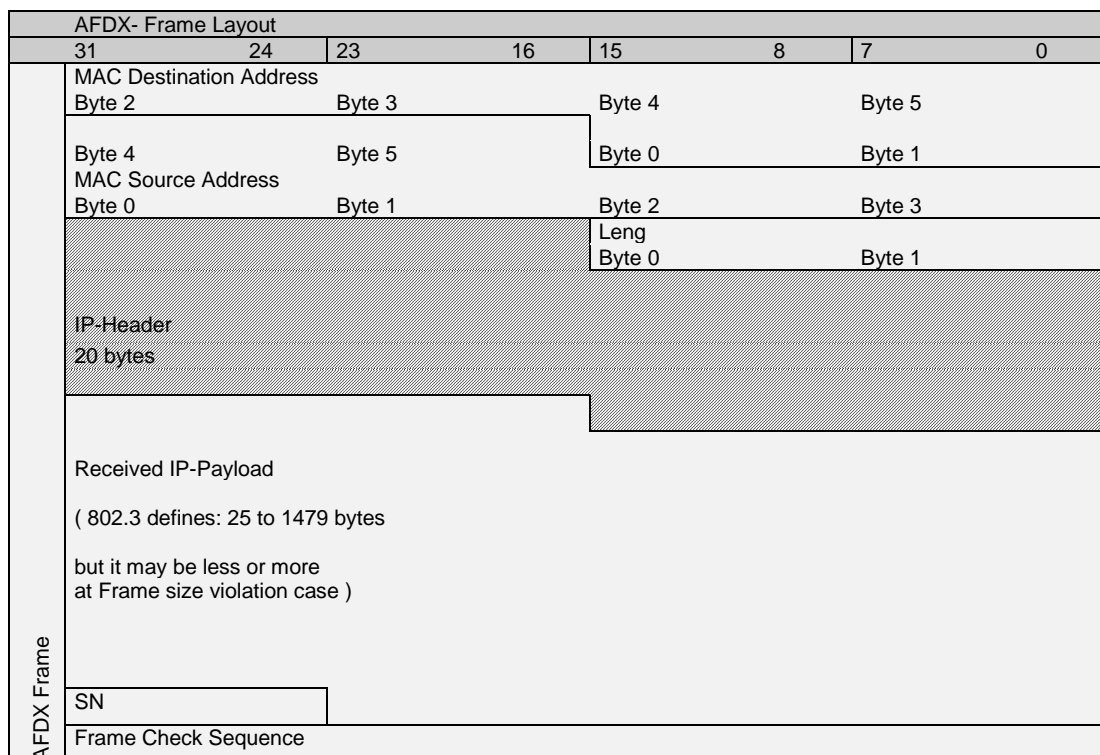 AFDX- Frame Layout
31 24 23 16 15 8 7 0
MAC Destination Address
Byte 2 Byte 3 Byte 4 Byte 5
Byte 4 Byte 5 Byte 0 Byte 1
MAC Source Address
Byte 0 Byte 1 Byte 2 Byte 3
Leng
Byte 0 Byte 1
IP-Header
20 bytes
Received IP-Payload
( 802.3 defines: 25 to 1479 bytes
but it may be less or more
at Frame size violation case )
AFDX Frame
SN
Frame Check Sequence